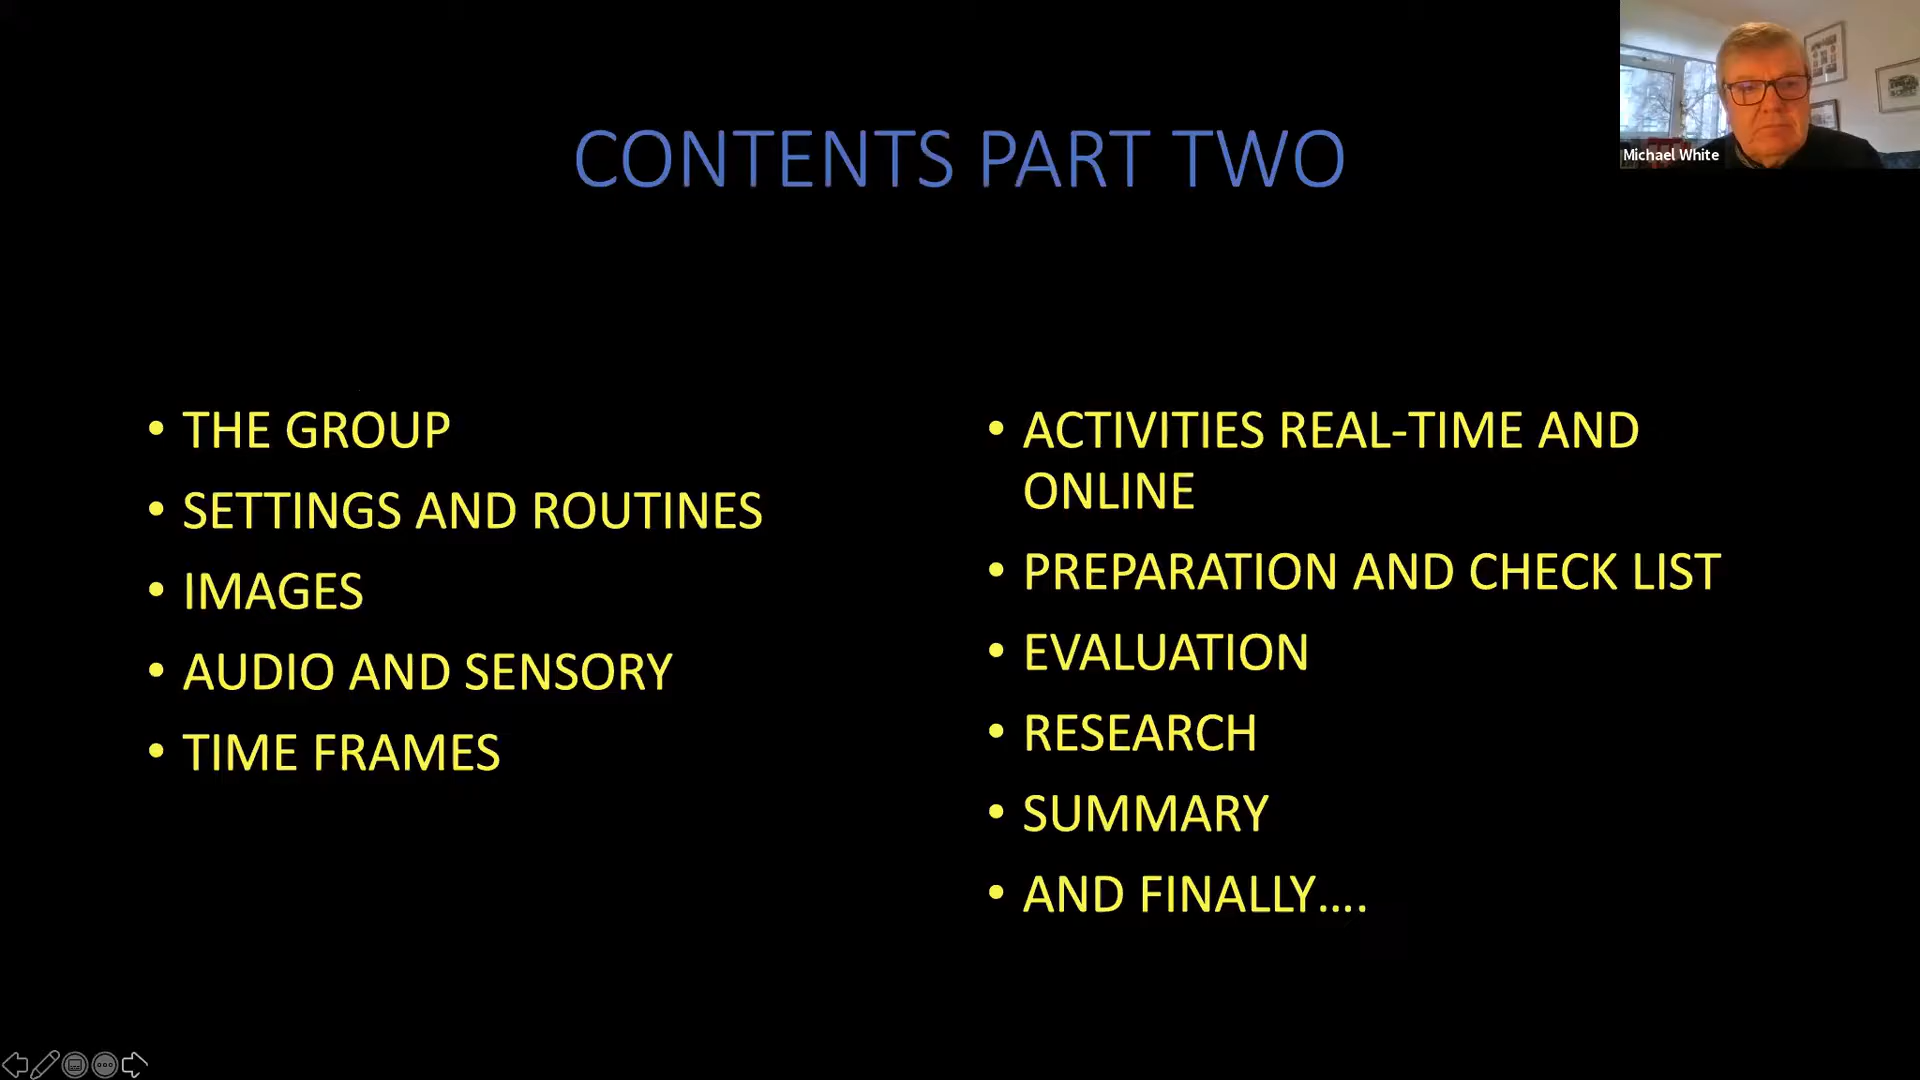 CONTENTS PART TWO
Michael White
• THE GROUP
• SETTINGS AND ROUTINES
• IMAGES
• AUDIO AND SENSORY
• TIME FRAMES
• ACTIVITIES REAL-TIME AND
ONLINE
• PREPARATION AND CHECK LIST
• EVALUATION
• RESEARCH
• SUMMARY
• AND FINALLY....